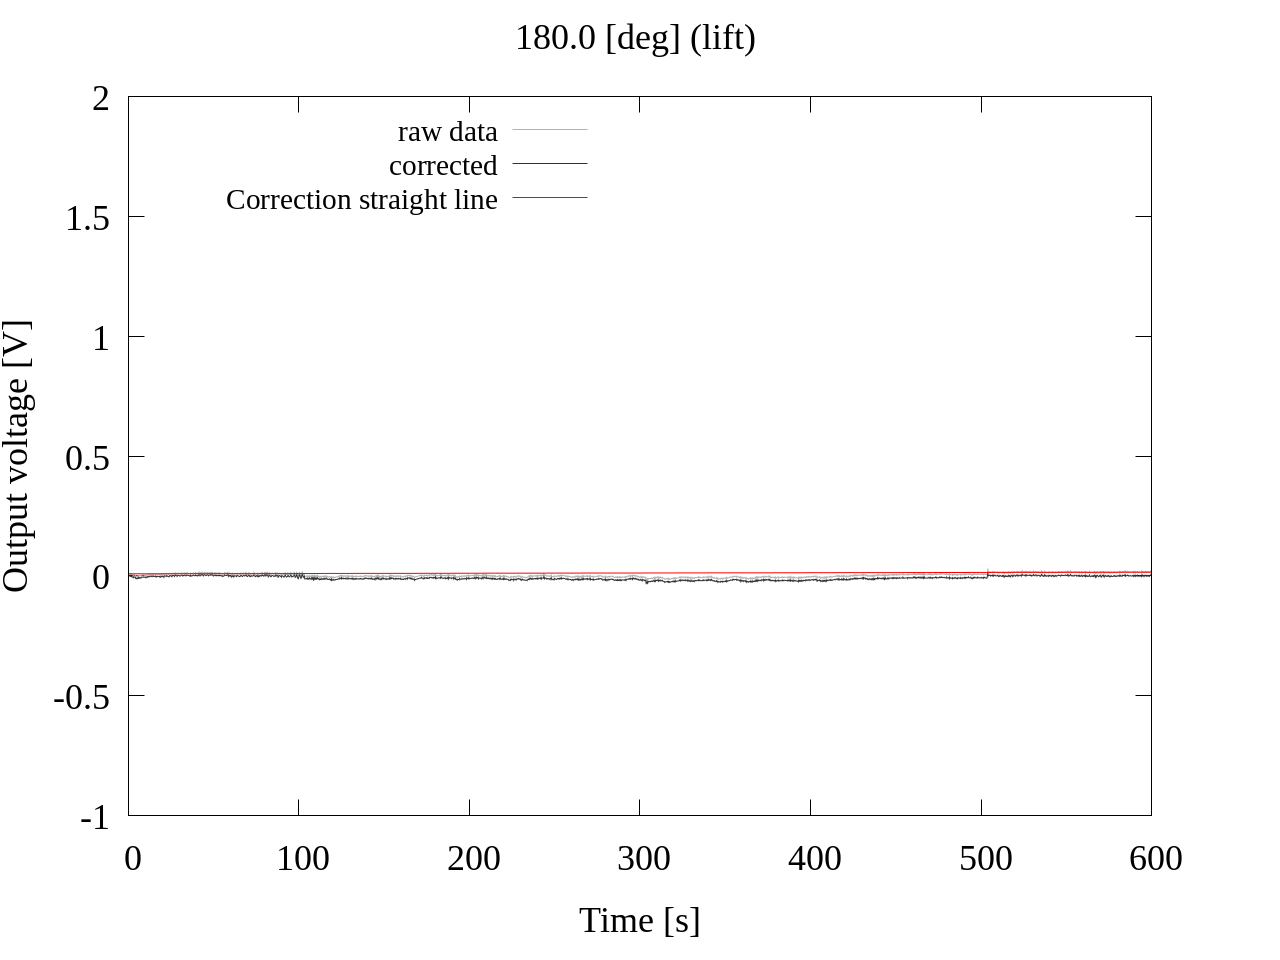 180.0 [deg] (lift)
2
1.5
1
0.5
0
-0.5
-1
raw data
corrected
Correction straight line
Output voltage [V]
0 100 200 300 400 500 600
Time [s]